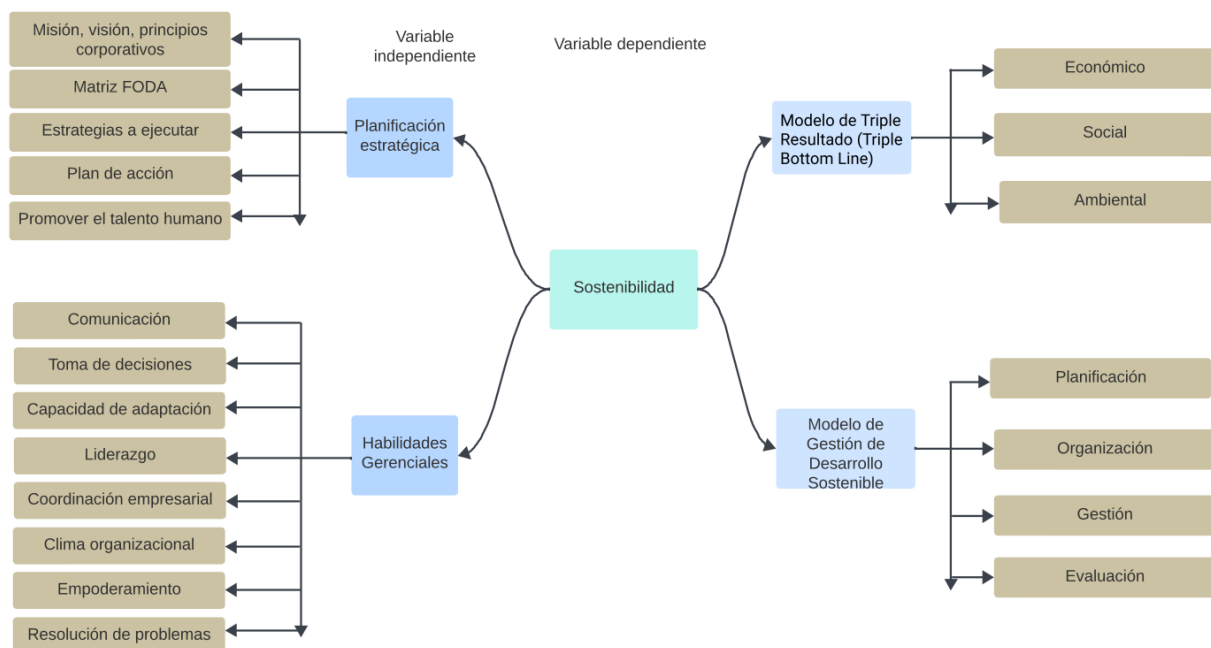 Misión, visión, principios
corporativos
Matriz FODA
Estrategias a ejecutar
Plan de acción
Promover el talento humano
Planificación
estratégica
Variable
independiente
Variable dependiente
Modelo de Triple
Resultado (Triple
Bottom Line)
Económico
Social
Ambiental
Sostenibilidad
Comunicación
Toma de decisiones
Capacidad de adaptación
Liderazgo
Coordinación empresarial
Clima organizacional
Empoderamiento
Resolución de problemas
Habilidades
Gerenciales
Modelo de
Gestión de
Desarrollo
Sostenible
Planificación
Organización
Gestión
Evaluación